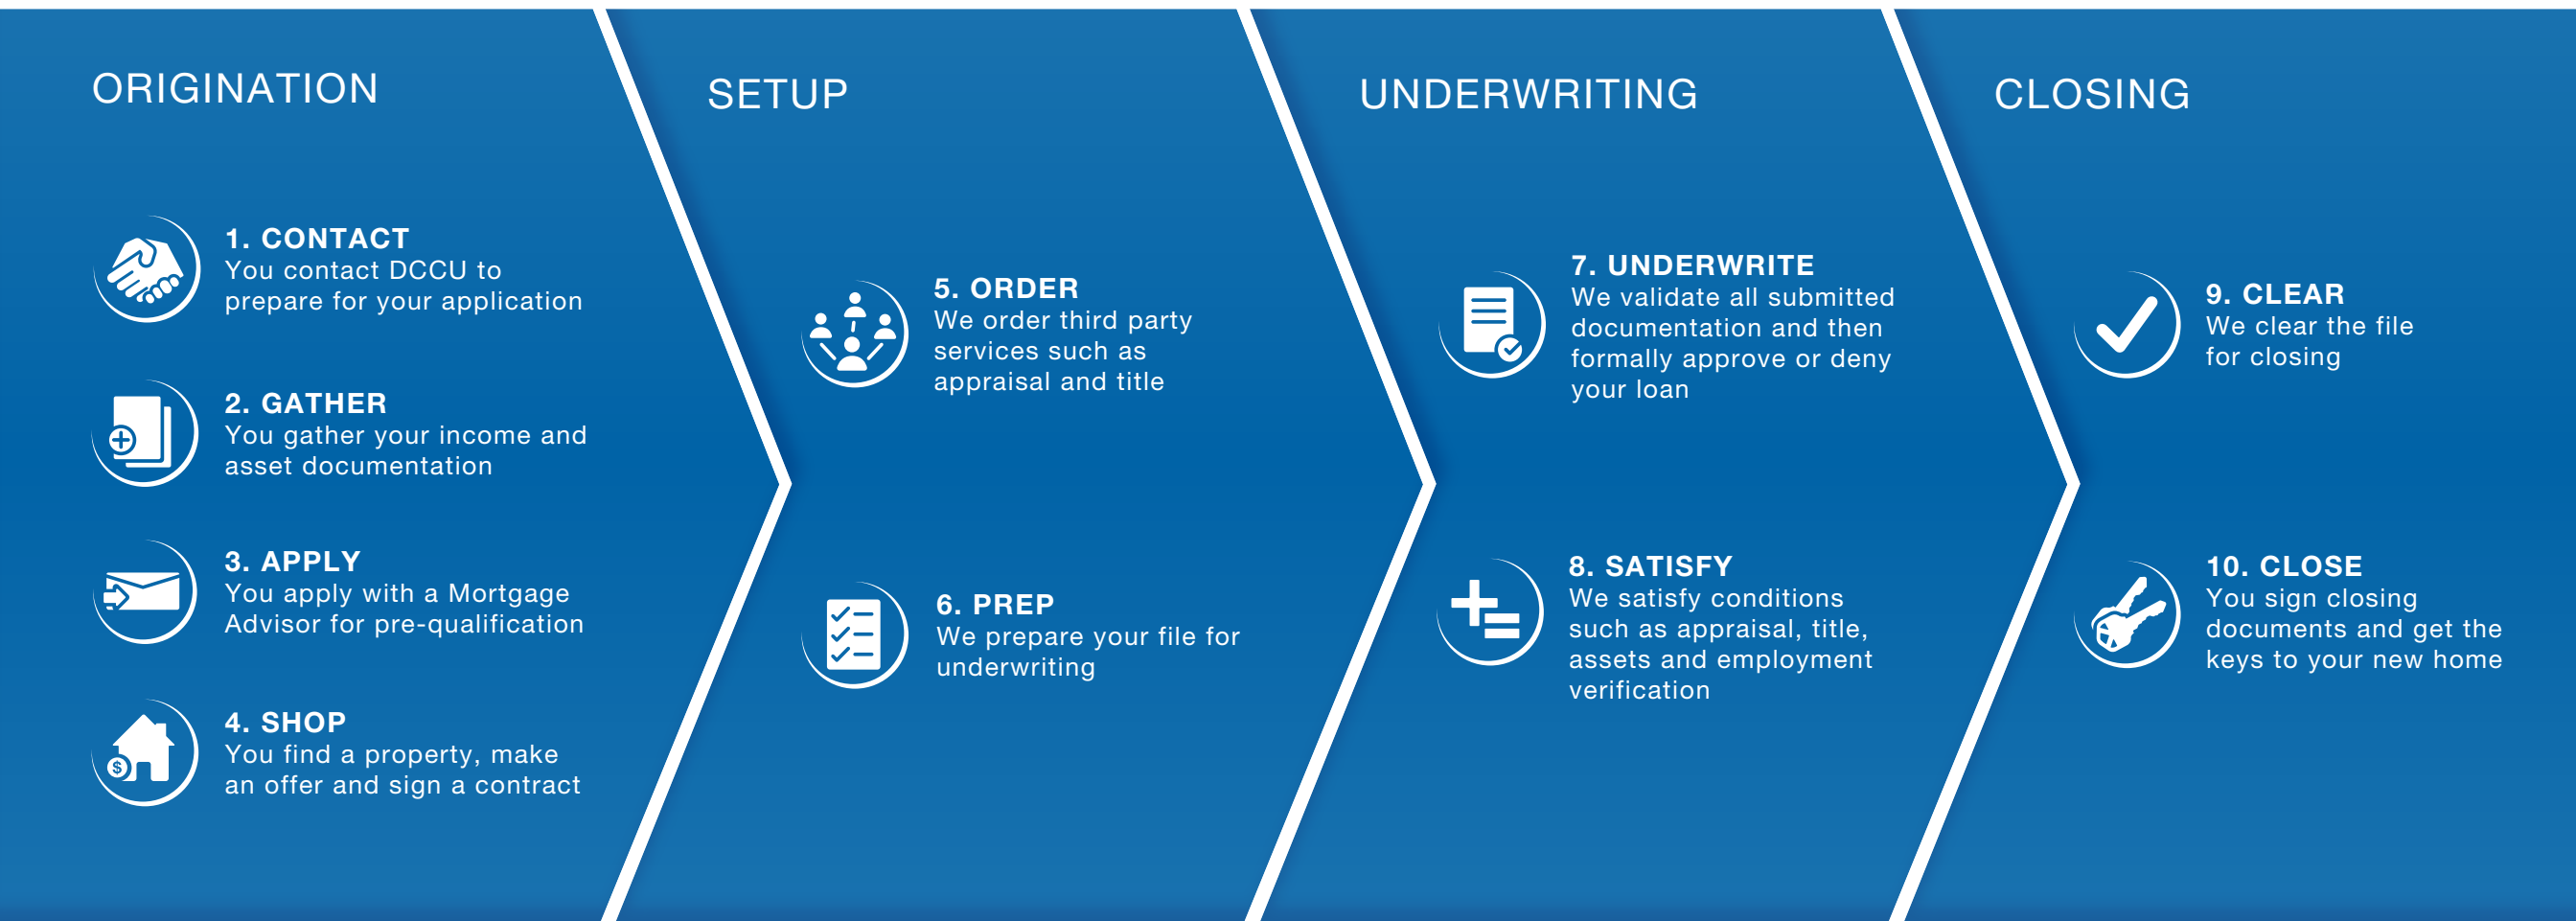 ORIGINATION
1. CONTACT
You contact DCCU to
prepare for your application
2. GATHER
You gather your income and
asset documentation
3. APPLY
You apply with a Mortgage
Advisor for pre-qualification
4. SHOP
You find a property, make
an offer and sign a contract
$
SETUP
5. ORDER
We order third party
services such as
appraisal and title
6. PREP
We prepare your file for
underwriting
UNDERWRITING
7. UNDERWRITE
We validate all submitted
documentation and then
formally approve or deny
your loan
8. SATISFY
We satisfy conditions
such as appraisal, title,
assets and employment
verification
CLOSING
9. CLEAR
We clear the file
for closing
10. CLOSE
You sign closing
documents and get the
keys to your new home